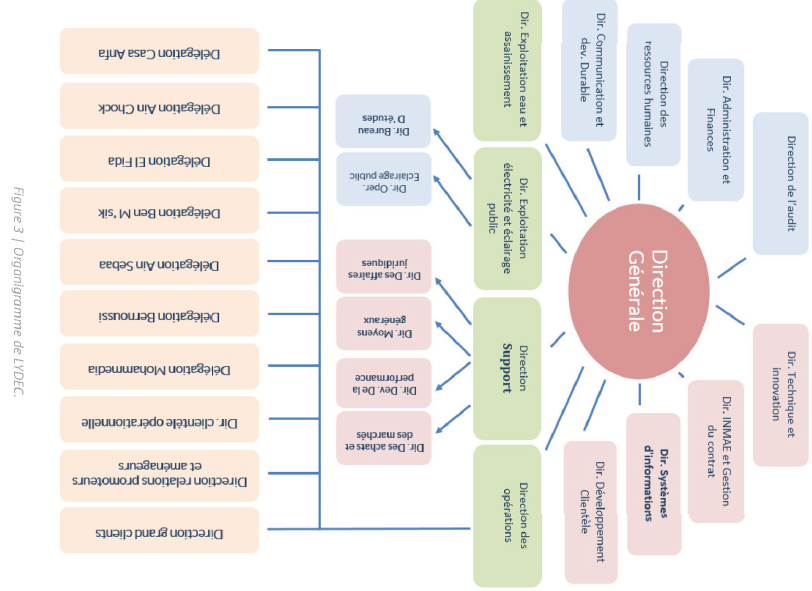 Direction de l'audit
Dir. Technique et
innovation
Dir. Administration et
Finances
Dir. INMAE et Gestion
du contrat
Direction des
ressources humaines
Dir. Systèmes
d'informations
Direction
Générale
Dir. Communication et
dev. Durable
Dir. Développement
Clientèle
Dir. Exploitation eau et
assainissement
Dir. Exploitation
électricité et éclairage
public
Direction
Support
Direction des
opérations
Dir. Bureau
D'études
Dir. Oper.
Eclairage public
Dir. Des affaires
juridiques
Dir. Moyens
généraux
Dir. Dev. De la
performance
Dir. Des achats et
des marchés
Délégation Casa Anfa
Délégation Ain Chock
Délégation El Fida
Délégation Ben M'sik
Délégation Ain Sebaa
Délégation Bernoussi
Délégation Mohammedia
Dir. clientèle opérationnelle
Direction relations promoteurs
et aménageurs
Direction grand clients
Figure 3 | Organigramme de LYDEC.